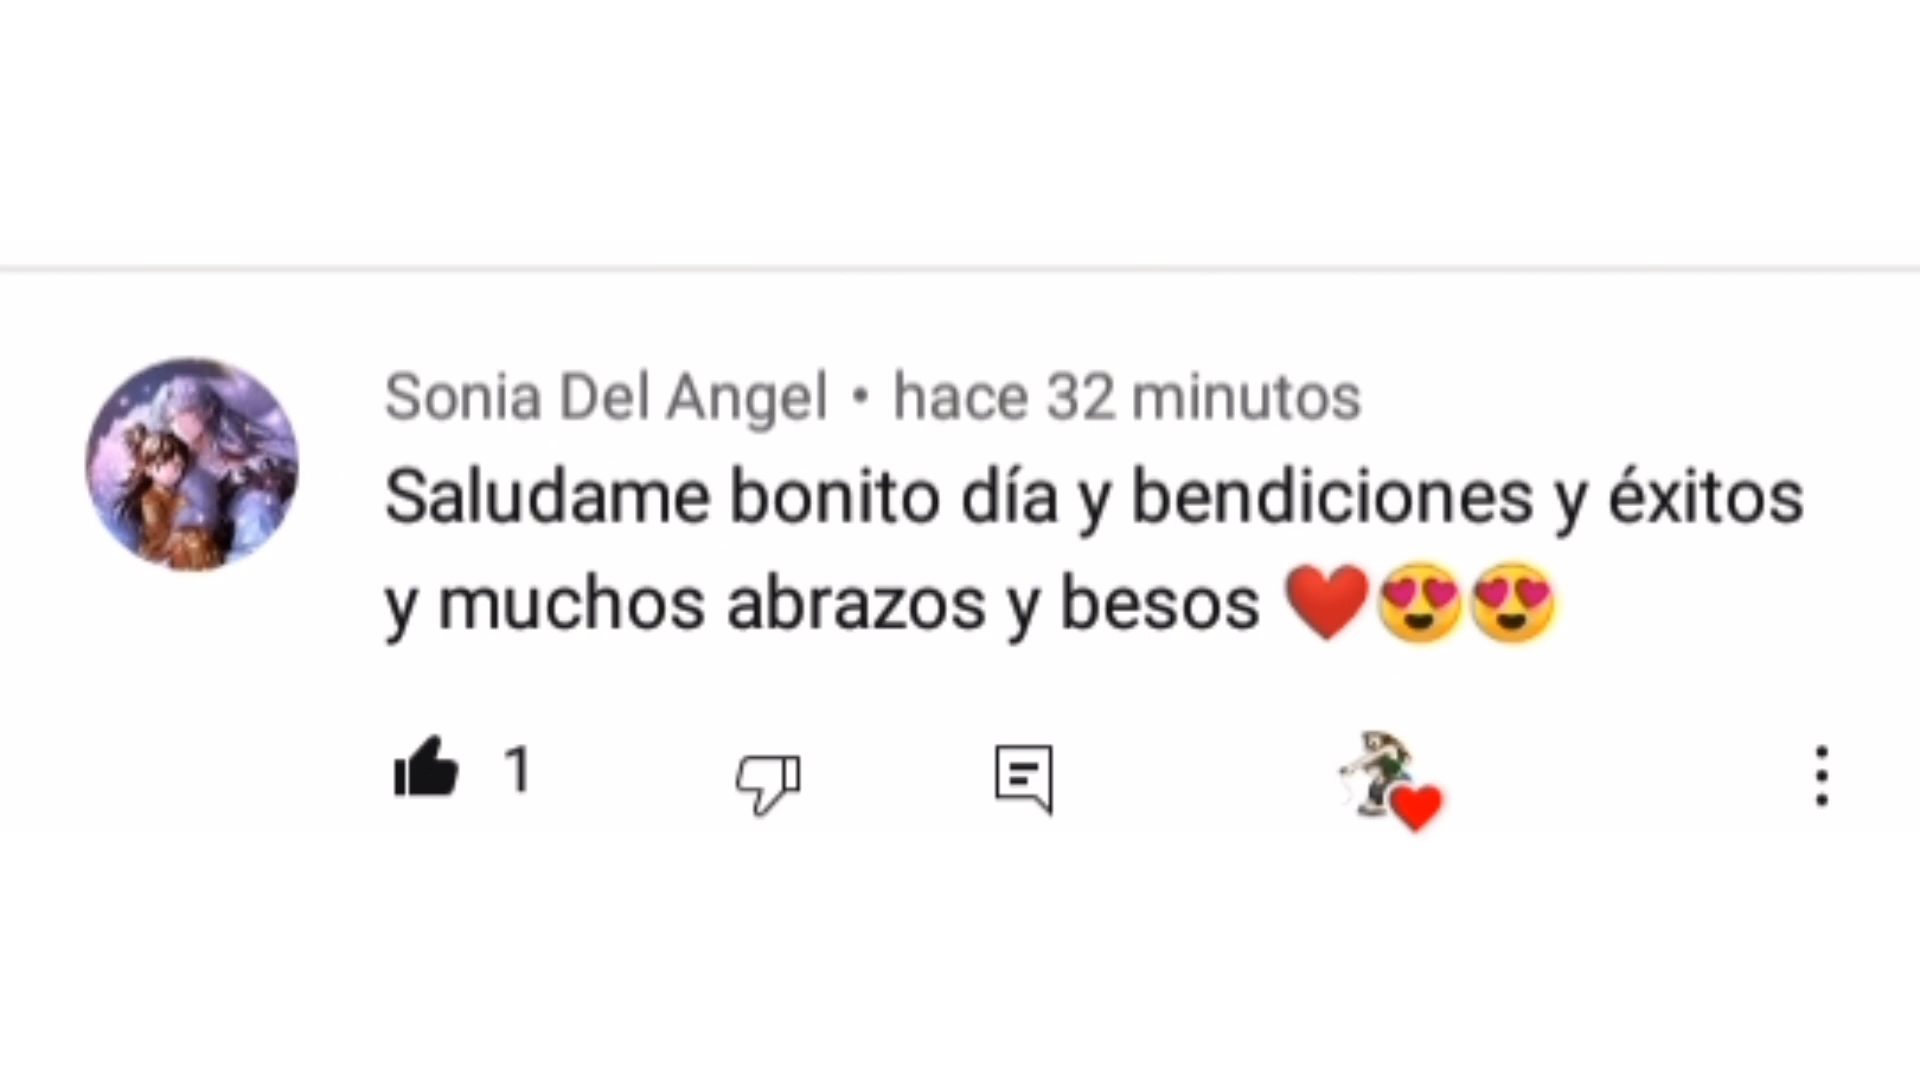 Sonia Del Angel • hace 32 minutos
Saludame bonito día y bendiciones y éxitos
y muchos abrazos y besos ❤️😍😍
1